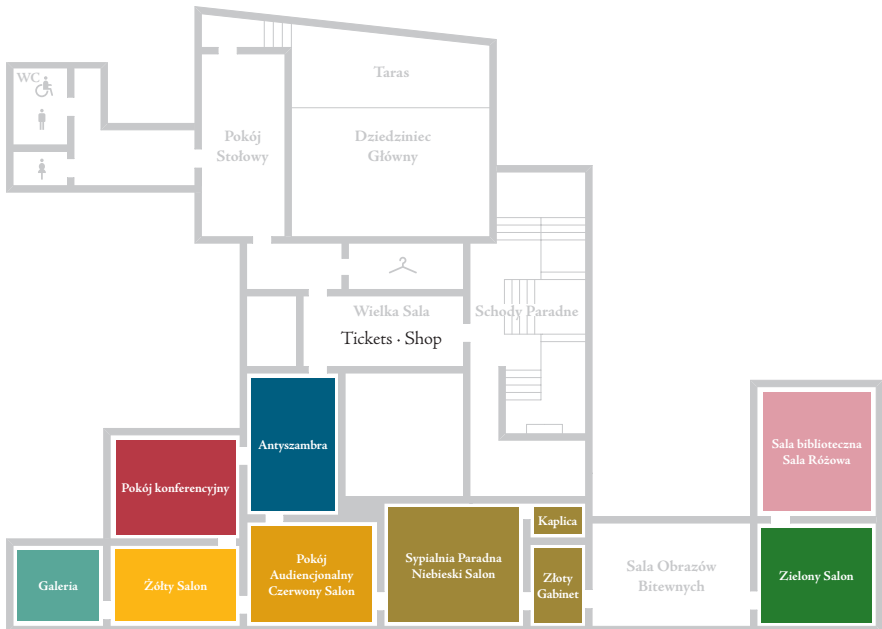 Taras
WC
Pokój
Stołowy
Dziedziniec
Główny
Wielka Sala
Schody Paradne
Tickets · Shop
Antyszambra
Sala biblioteczna
Sala Różowa
Pokój konferencyjny
Kaplica
Galeria
Żółty Salon
Pokój
Audiencjonalny
Czerwony Salon
Sypialnia Paradna
Niebieski Salon
Złoty
Gabinet
Sala Obrazów
Bitewnych
Zielony Salon